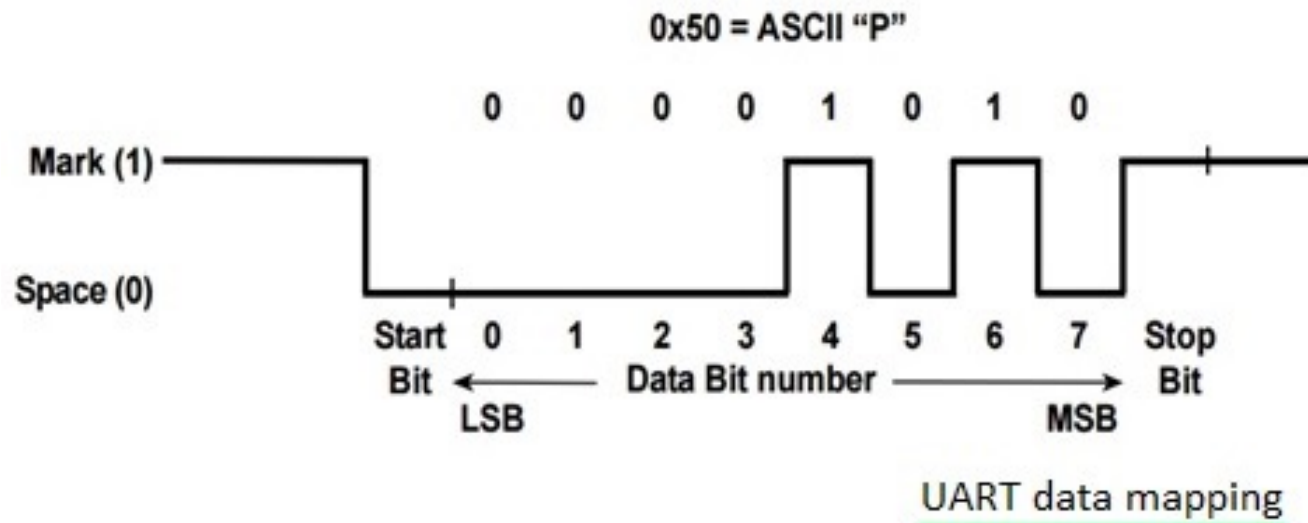 0x50 = ASCII “P”
0 0 0 0 1 0 1 0
Mark (1)
Space (0)
Start Bit
0 1 2 3 4 5 6 7
Stop Bit
Data Bit number
LSB MSB
UART data mapping